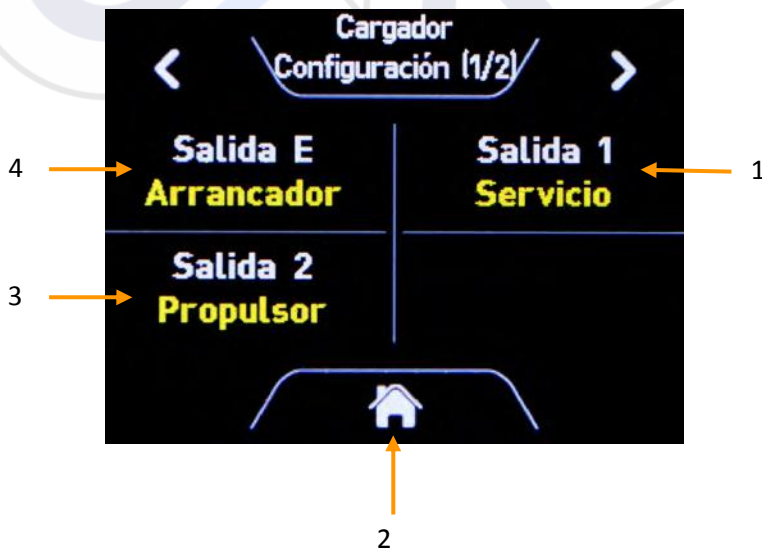 Cargador
Configuración (1/2)
Salida E
Arrancador
Salida 1
Servicio
Salida 2
Propulsor
4
1
3
2